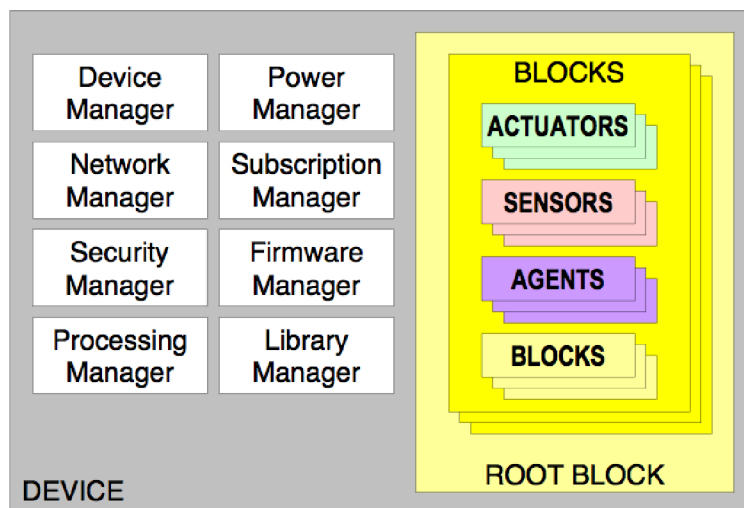 Device
Manager
Power
Manager
Network
Manager
Subscription
Manager
Security
Manager
Firmware
Manager
Processing
Manager
Library
Manager
DEVICE
BLOCKS
ACTUATORS
SENSORS
AGENTS
BLOCKS
ROOT BLOCK